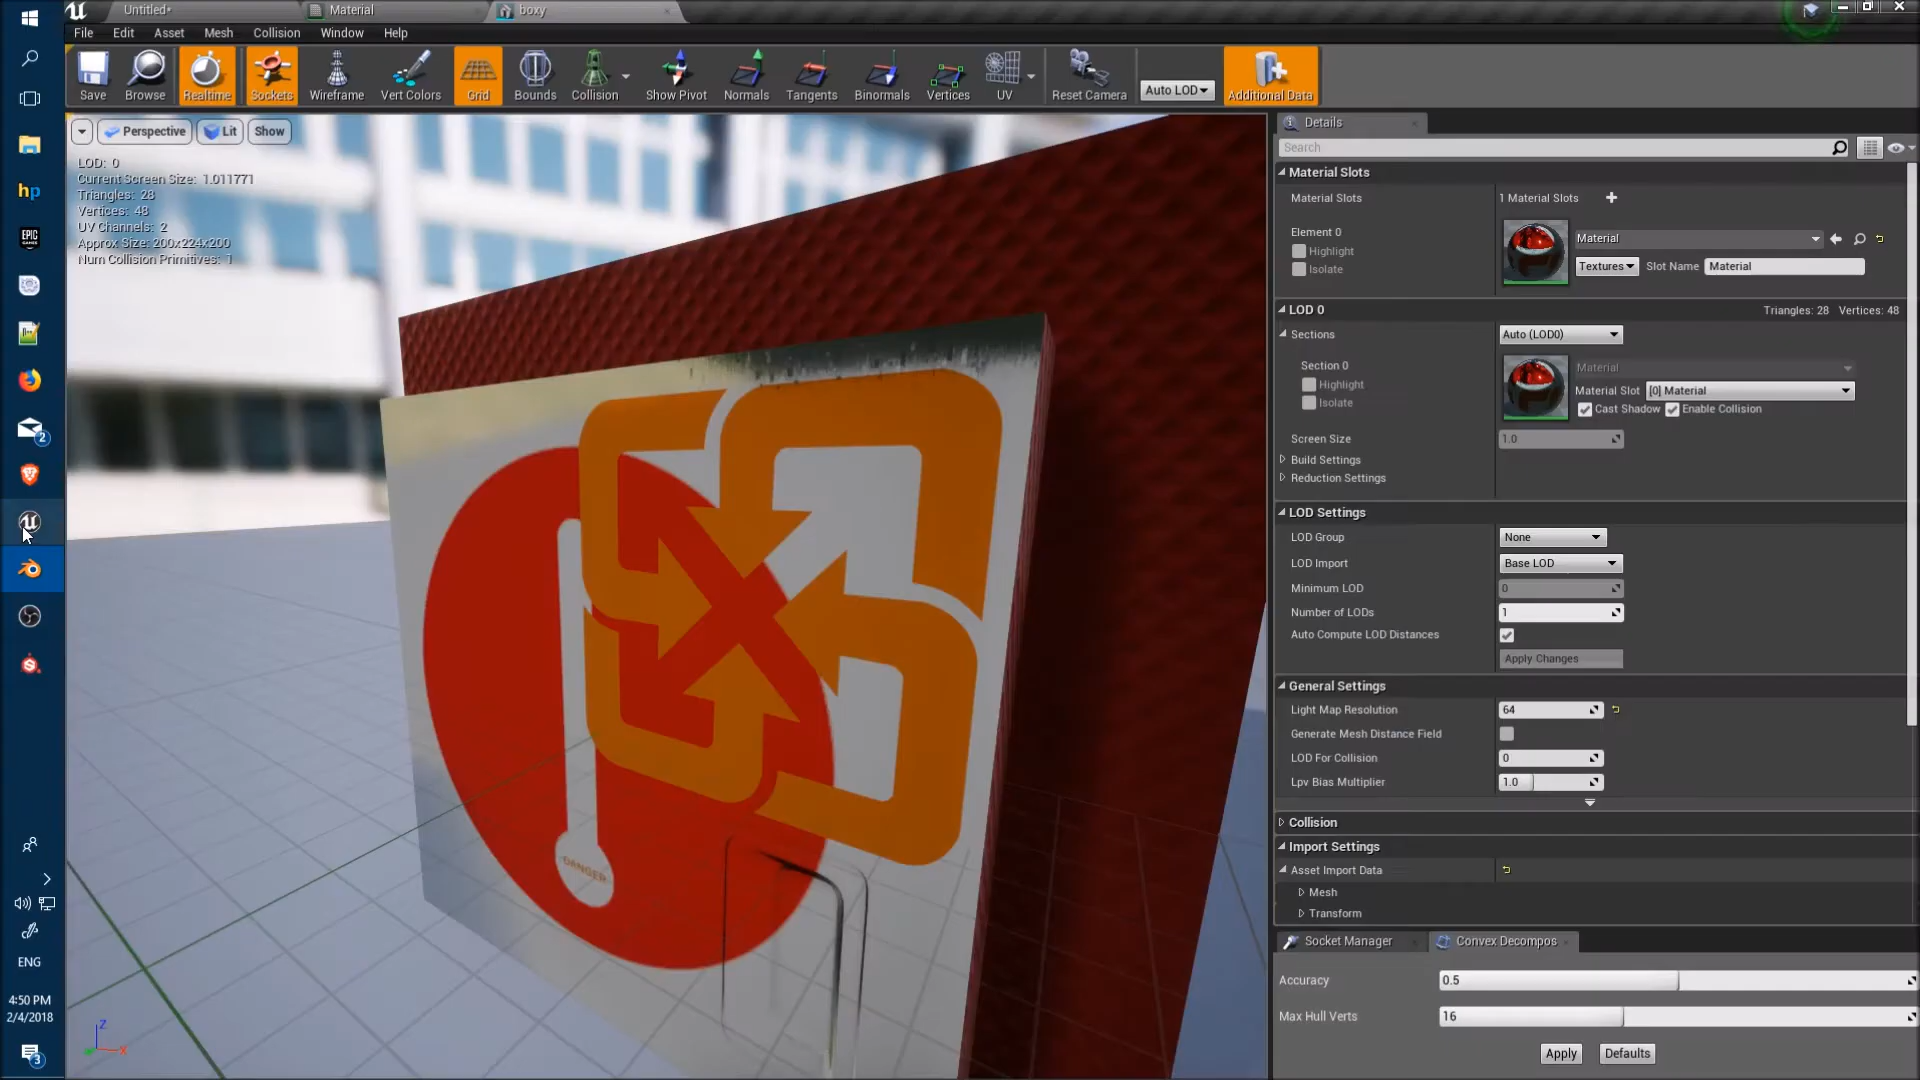 Untitled*
Material
boxy
File Edit Asset Mesh Collision Window Help
Save Browse Realtime Sockets Wireframe Vert Colors Grid Bounds Collision Show Pivot Normals Tangents Binormals Vertices UV Reset Camera Auto LOD Additional Data
Perspective Lit Show
LOD: 0
Current Screen Size: 1.011771
Triangles: 28
Vertices: 48
UV Channels: 2
Approx Size: 200x224x200
Num Collision Primitives: 1
DANGER
Z
X
hp
EPIC
GAMES
2
ENG
4:50 PM
2/4/2018
3
Details
Search
Material Slots
Material Slots 1 Material Slots
Element 0
Highlight
Isolate
Material
Textures Slot Name Material
LOD 0 Triangles: 28 Vertices: 48
Sections Auto (LOD0)
Section 0
Highlight
Isolate
Material
Material Slot [0] Material
Cast Shadow Enable Collision
Screen Size 1.0
Build Settings
Reduction Settings
LOD Settings
LOD Group None
LOD Import Base LOD
Minimum LOD 0
Number of LODs 1
Auto Compute LOD Distances
Apply Changes
General Settings
Light Map Resolution 64
Generate Mesh Distance Field
LOD For Collision 0
Lpv Bias Multiplier 1.0
Collision
Import Settings
Asset Import Data
Mesh
Transform
Socket Manager Convex Decompos
Accuracy 0.5
Max Hull Verts 16
Apply Defaults